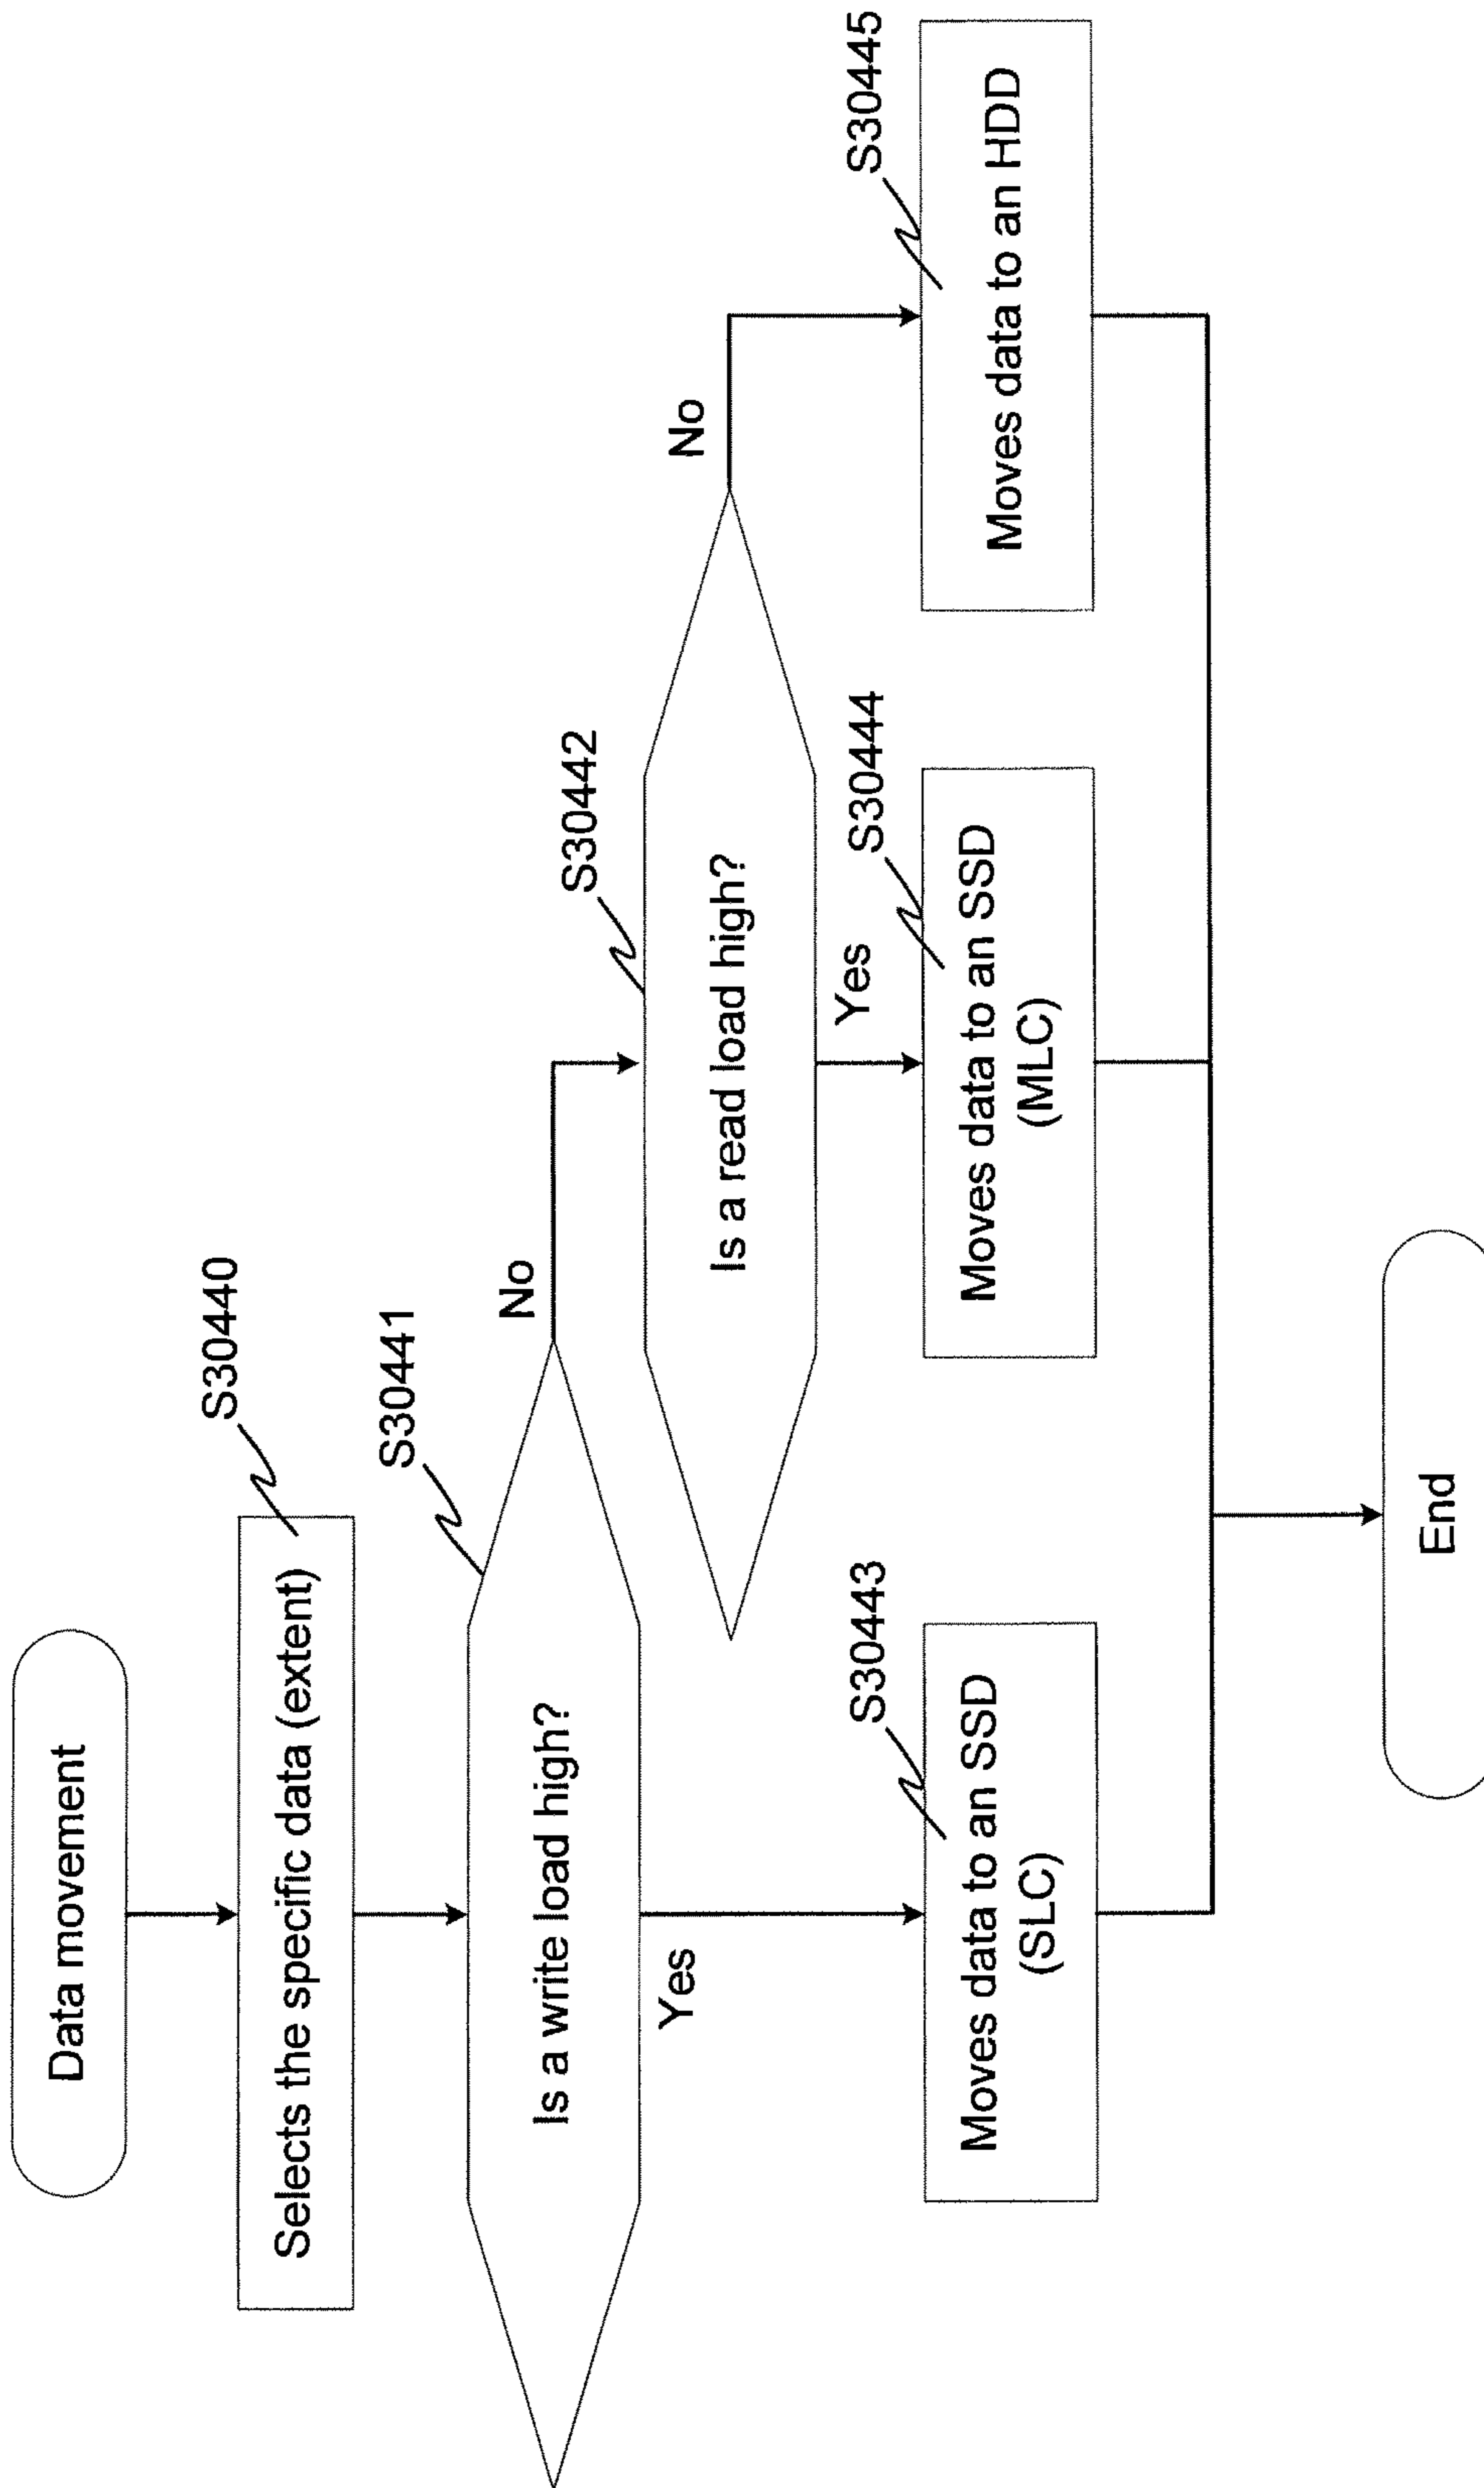 Data movement
S30440
Selects the specific data (extent)
S30441
Is a write load high?
No
Yes
S30442
Is a read load high?
No
Yes
S30443
Moves data to an SSD
(SLC)
S30444
Moves data to an SSD
(MLC)
S30445
Moves data to an HDD
End